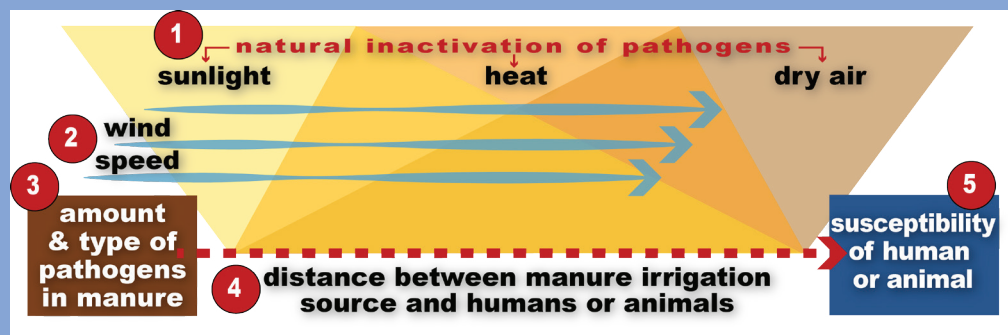 1
natural inactivation of pathogens
sunlight heat dry air
2
wind
speed
3
amount
& type of
pathogens
in manure
4
distance between manure irrigation
source and humans or animals
5
susceptibility
of human
or animal